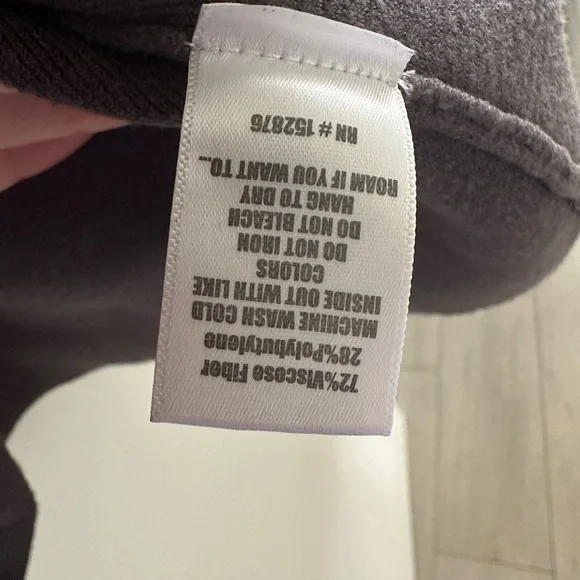 72%Viscose Fiber
28%Polybutylene
MACHINE WASH COLD
INSIDE OUT WITH LIKE
COLORS
DO NOT IRON
DO NOT BLEACH
HANG TO DRY
ROAM IF YOU WANT TO...
RN # 152876